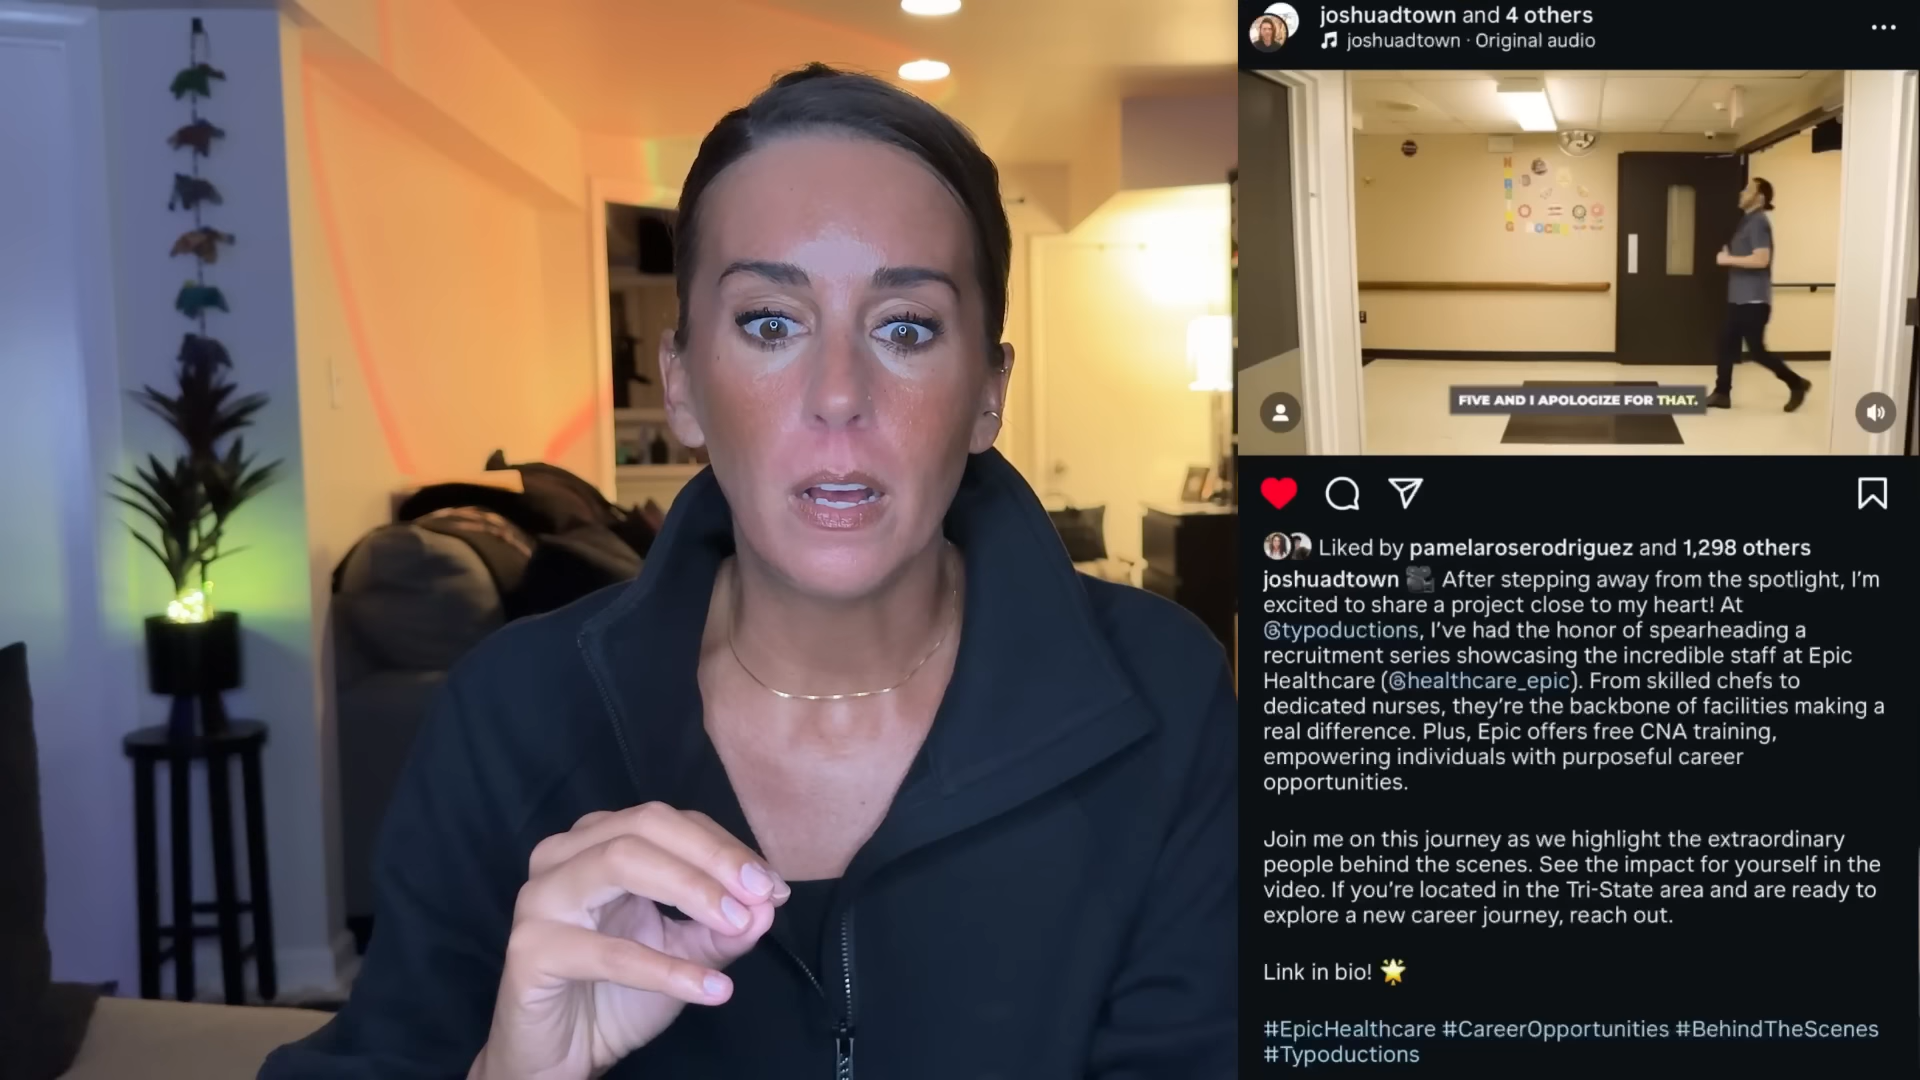 joshuadtown and 4 others
joshuadtown · Original audio
FIVE AND I APOLOGIZE FOR THAT.
Liked by pamelaroserodriguez and 1,298 others
joshuadtown 🎥 After stepping away from the spotlight, I'm
excited to share a project close to my heart! At
@typoductions, I've had the honor of spearheading a
recruitment series showcasing the incredible staff at Epic
Healthcare (@healthcare_epic). From skilled chefs to
dedicated nurses, they're the backbone of facilities making a
real difference. Plus, Epic offers free CNA training,
empowering individuals with purposeful career
opportunities.
Join me on this journey as we highlight the extraordinary
people behind the scenes. See the impact for yourself in the
video. If you're located in the Tri-State area and are ready to
explore a new career journey, reach out.
Link in bio! 🌟
#EpicHealthcare #CareerOpportunities #BehindTheScenes
#Typoductions